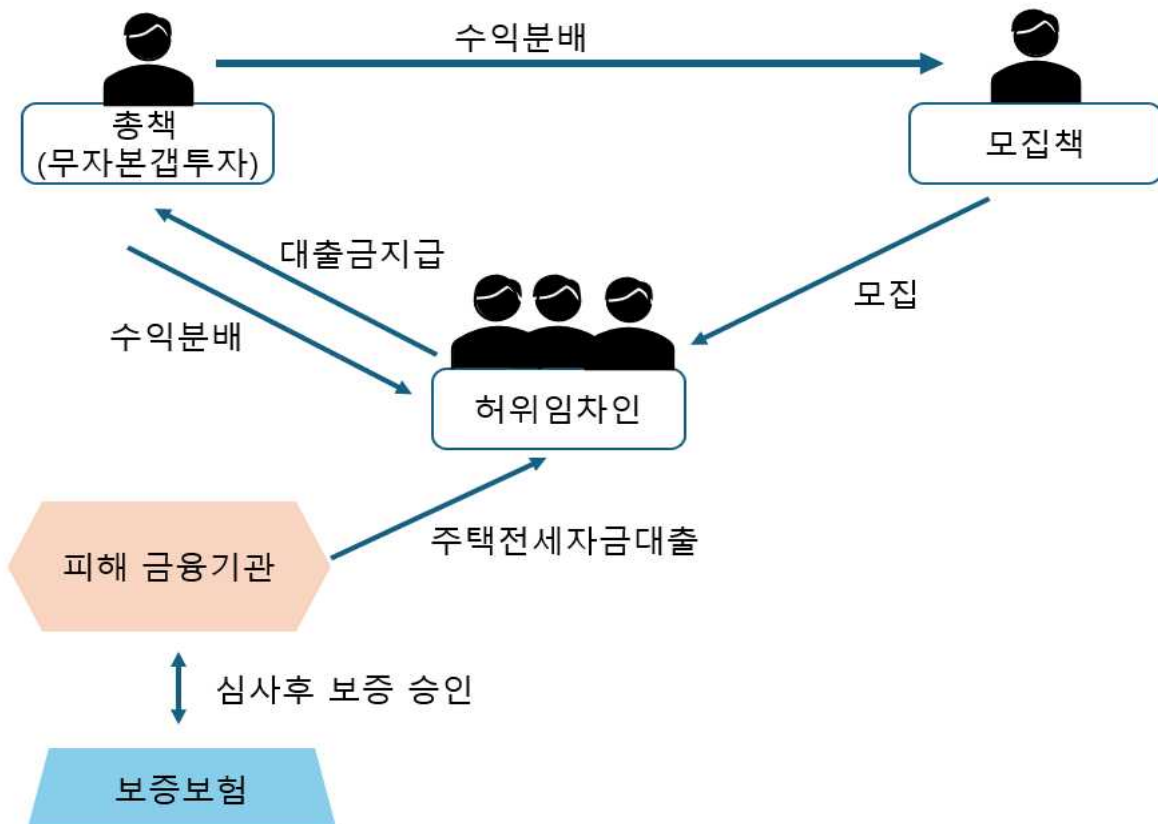 수익분배
총책
(무자본갭투자)
모집책
대출금지급
모집
수익분배
허위임차인
주택전세자금대출
피해 금융기관
심사후 보증 승인
보증보험